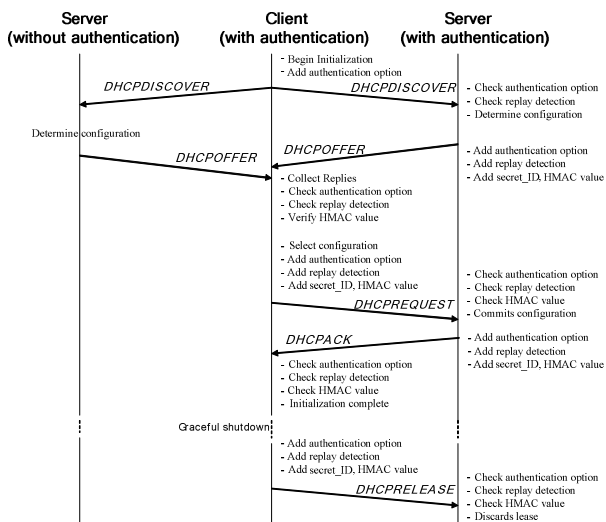 Server
(without authentication)
Client
(with authentication)
Server
(with authentication)
- Begin Initialization
- Add authentication option
DHCPDISCOVER
DHCPDISCOVER
- Check authentication option
- Check replay detection
- Determine configuration
Determine configuration
DHCPOFFER
DHCPOFFER
- Add authentication option
- Add replay detection
- Add secret_ID, HMAC value
- Collect Replies
- Check authentication option
- Check replay detection
- Verify HMAC value
- Select configuration
- Add authentication option
- Add replay detection
- Add secret_ID, HMAC value
DHCPREQUEST
- Check authentication option
- Check replay detection
- Check HMAC value
- Commits configuration
DHCPACK
- Add authentication option
- Add replay detection
- Add secret_ID, HMAC value
- Check authentication option
- Check replay detection
- Check HMAC value
- Initialization complete
Graceful shutdown
- Add authentication option
- Add replay detection
- Add secret_ID, HMAC value
DHCPRELEASE
- Check authentication option
- Check replay detection
- Check HMAC value
- Discards lease